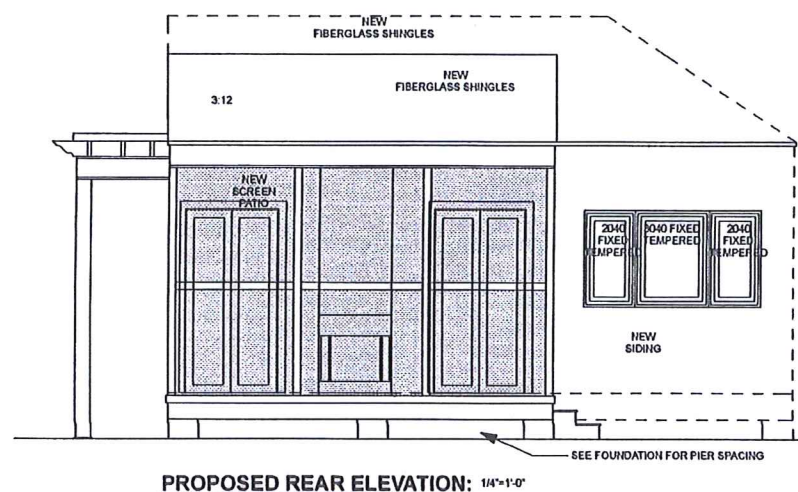 NEW
FIBERGLASS SHINGLES
NEW
FIBERGLASS SHINGLES
3:12
NEW
SCREEN
PATIO
2040
FIXED
TEMPERED
3040 FIXED
TEMPERED
2040
FIXED
TEMPERED
NEW
SIDING
SEE FOUNDATION FOR PIER SPACING
PROPOSED REAR ELEVATION: 1/4"=1'-0"